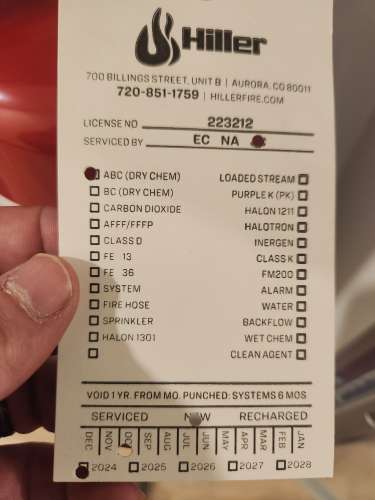 Hiller
700 BILLINGS STREET, UNIT B | AURORA, CO 80011
720-851-1759 | HILLERFIRE.COM
LICENSE NO 223212
SERVICED BY EC NA
ABC (DRY CHEM) LOADED STREAM
BC (DRY CHEM) PURPLE K (PK)
CARBON DIOXIDE HALON 1211
AFFF/FFFP HALOTRON
CLASS D INERGEN
FE 13 CLASS K
FE 36 FM200
SYSTEM ALARM
FIRE HOSE WATER
SPRINKLER BACKFLOW
HALON 1301 WET CHEM
CLEAN AGENT
VOID 1 YR. FROM MO. PUNCHED: SYSTEMS 6 MOS
SERVICED NEW RECHARGED
DEC NOV OCT SEP AUG JUL JUN MAY APR MAR FEB JAN
2024 2025 2026 2027 2028